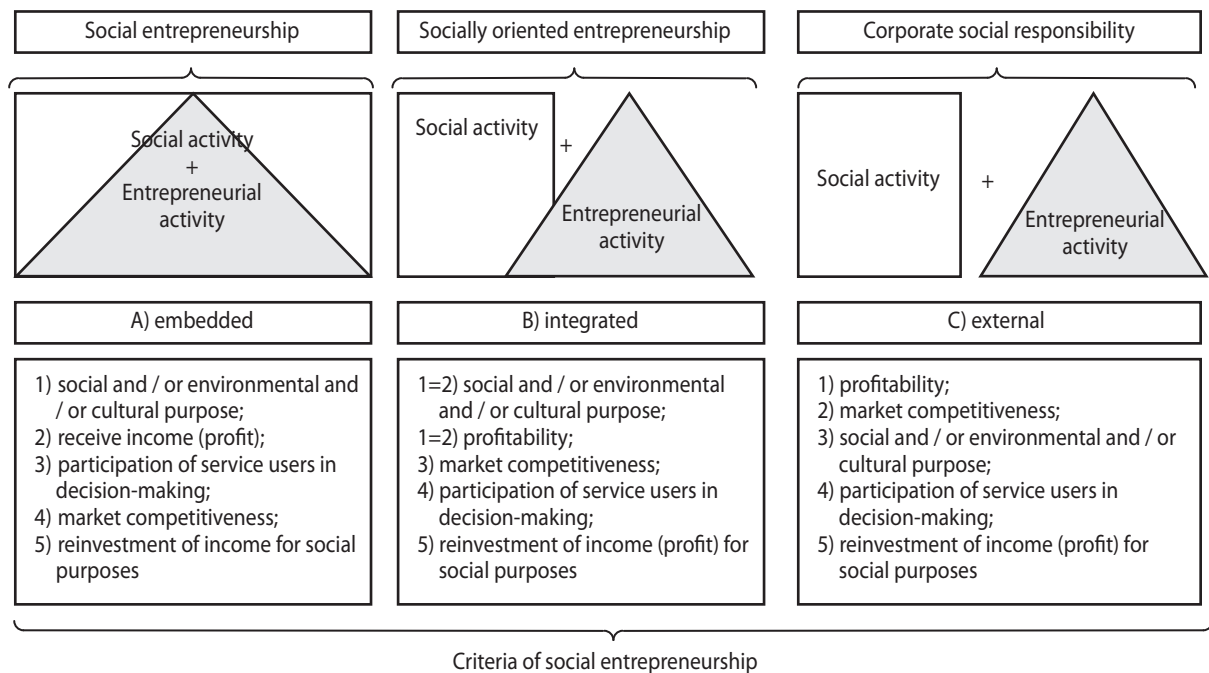 Social entrepreneurship
Socially oriented entrepreneurship
Corporate social responsibility
Social activity
+
Entrepreneurial
activity
Social activity
+
Entrepreneurial
activity
Social activity
+
Entrepreneurial
activity
A) embedded
B) integrated
C) external
1) social and / or environmental and
/ or cultural purpose;
2) receive income (profit);
3) participation of service users in
decision-making;
4) market competitiveness;
5) reinvestment of income for social
purposes
1=2) social and / or environmental
and / or cultural purpose;
1=2) profitability;
3) market competitiveness;
4) participation of service users in
decision-making;
5) reinvestment of income (profit) for
social purposes
1) profitability;
2) market competitiveness;
3) social and / or environmental and / or
cultural purpose;
4) participation of service users in
decision-making;
5) reinvestment of income (profit) for
social purposes
Criteria of social entrepreneurship